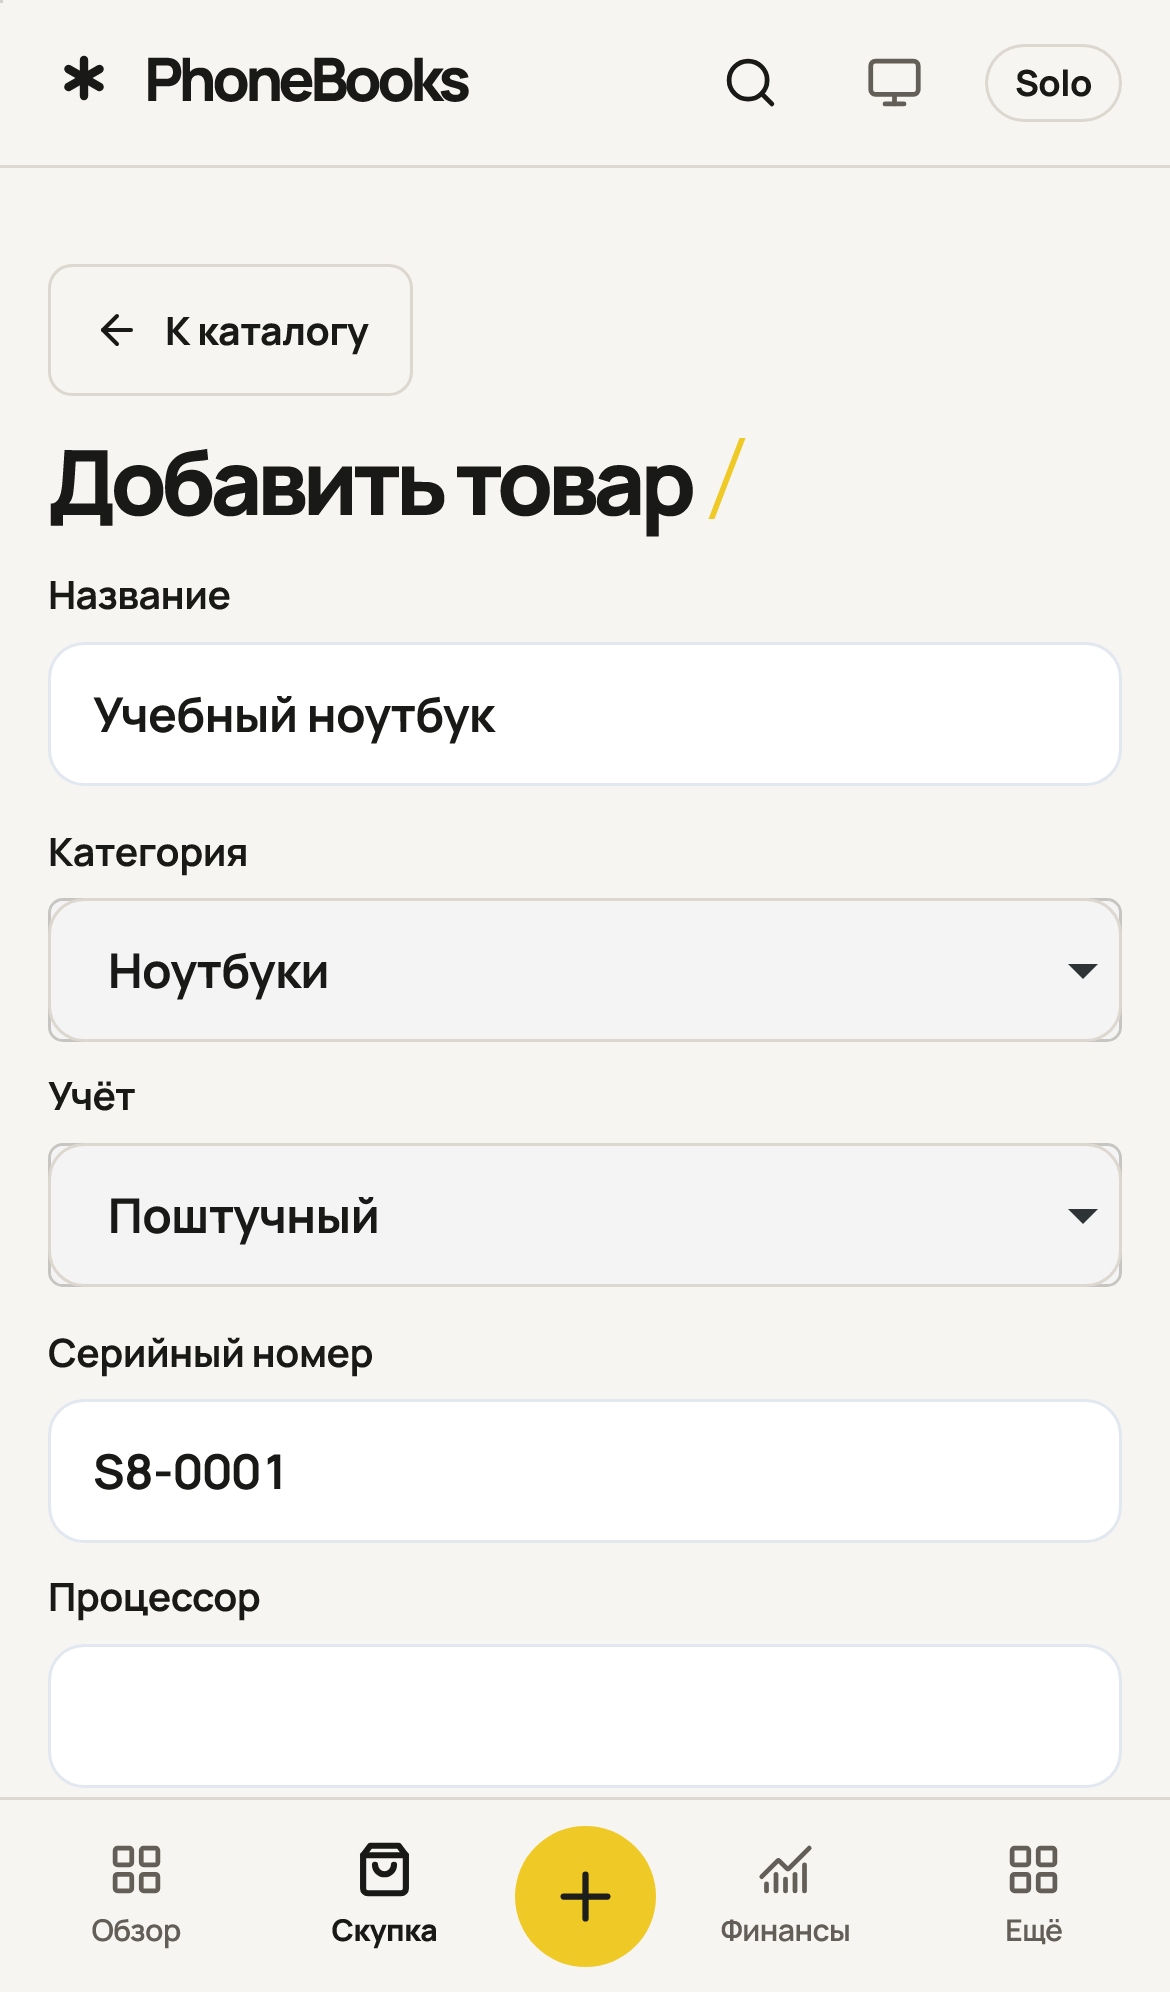 PhoneBooks
Solo
К каталогу
Добавить товар /
Название
Учебный ноутбук
Категория
Ноутбуки
Учёт
Поштучный
Серийный номер
S8-0001
Процессор
Обзор
Скупка
Финансы
Ещё